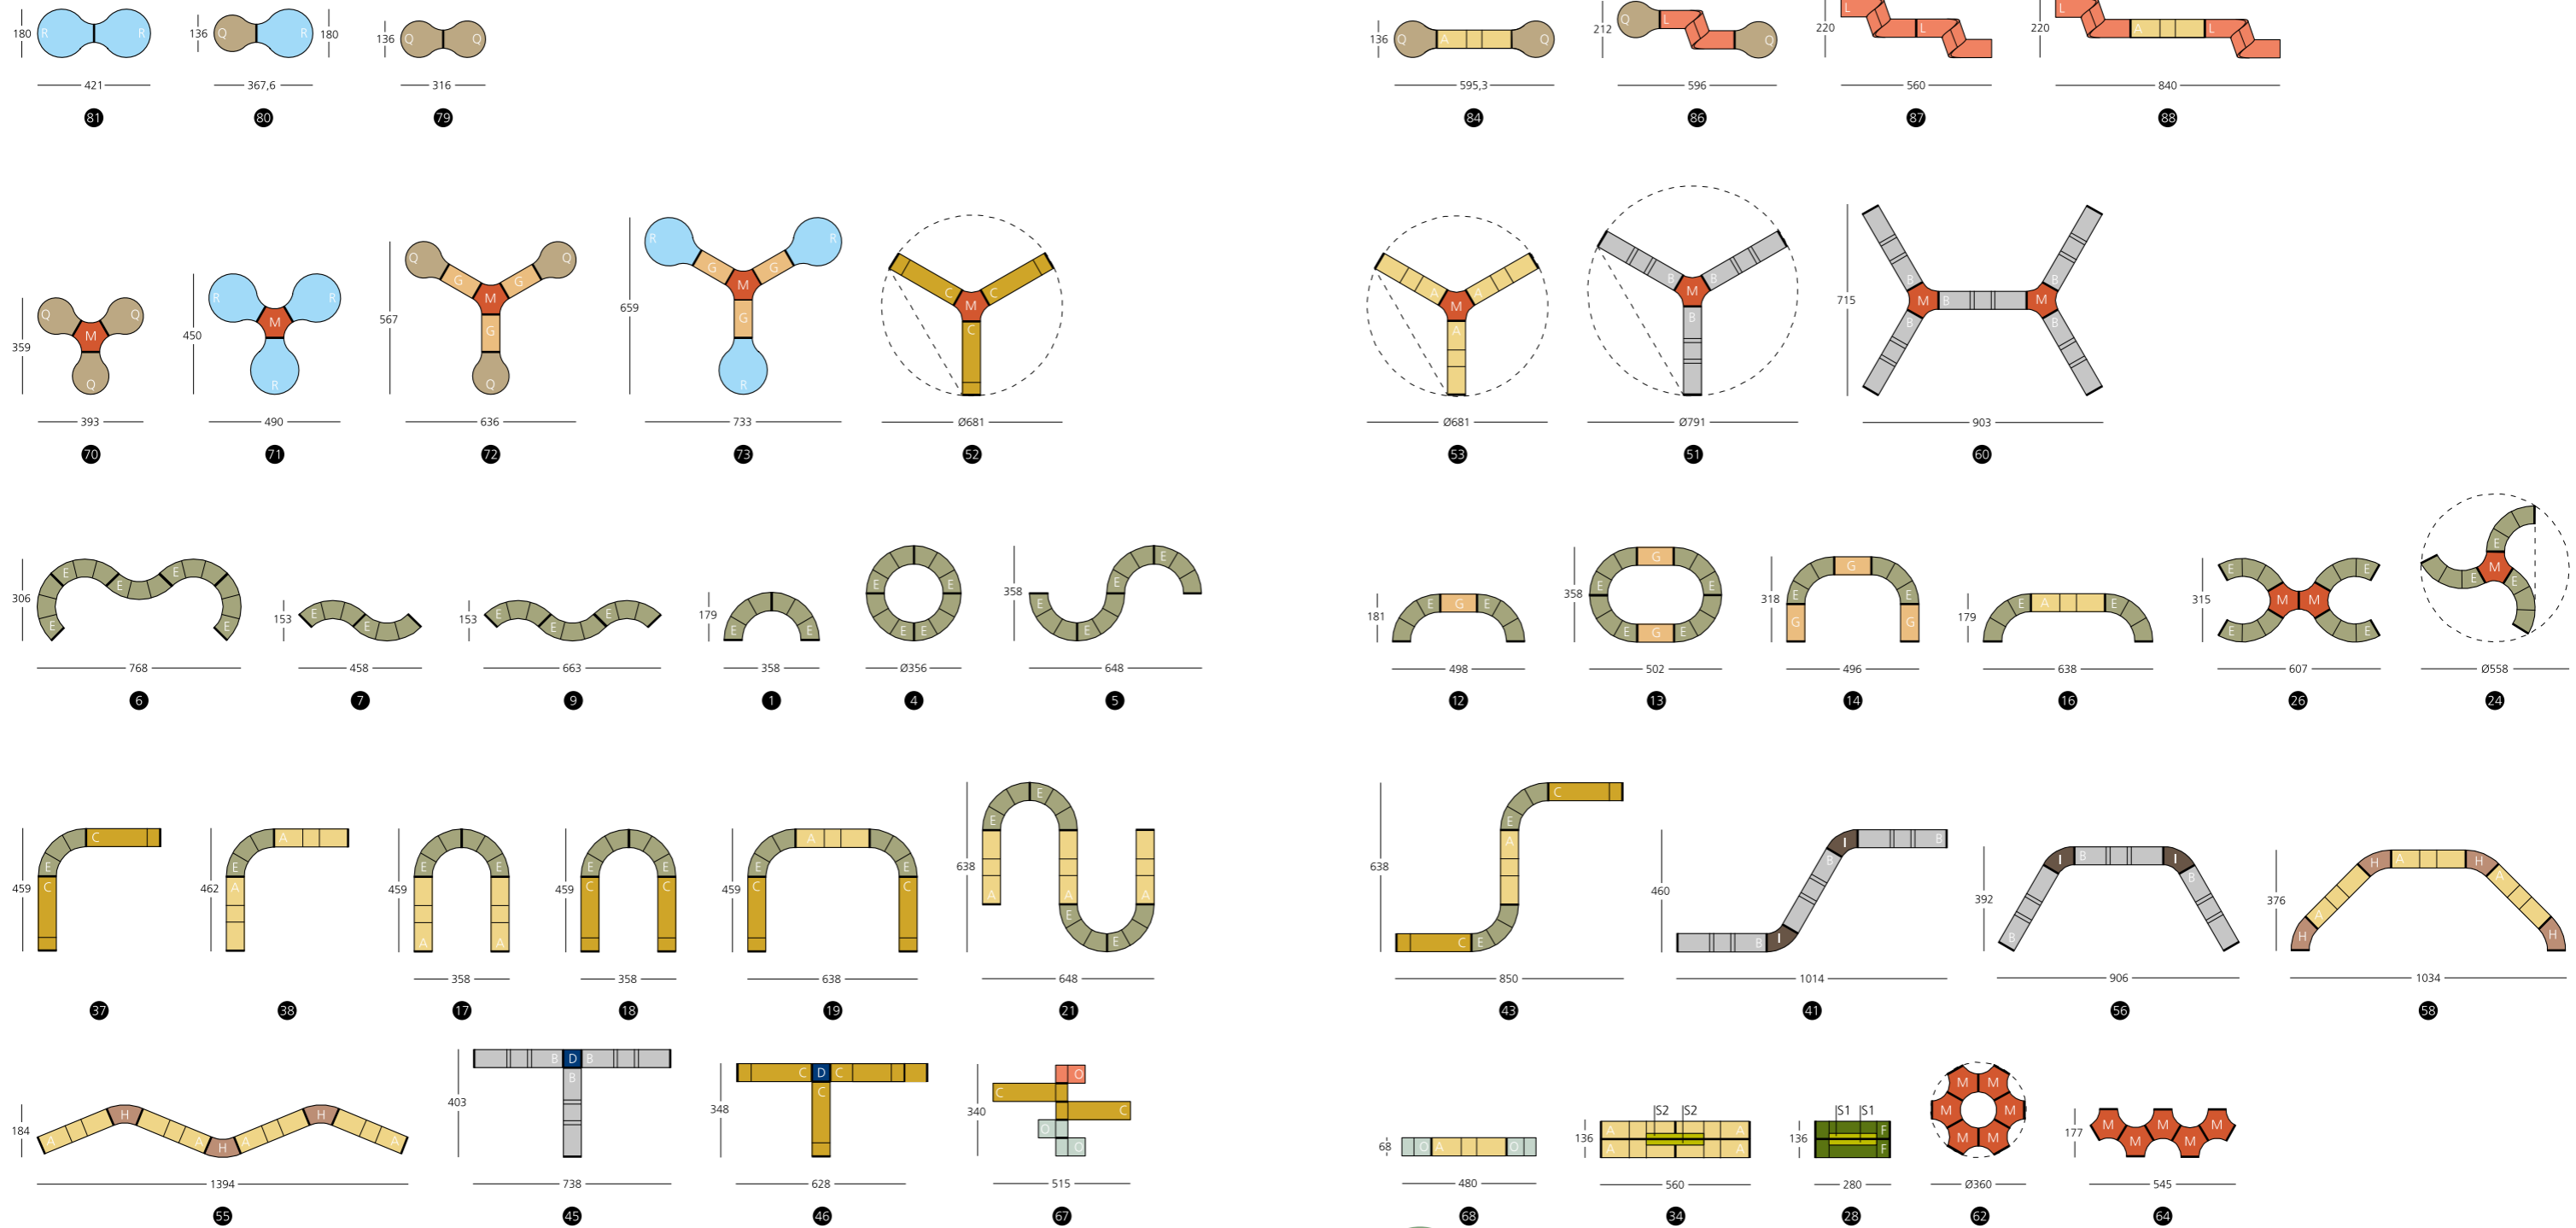 180 R R 136 Q R 180 136 Q Q 136 Q A Q 212 Q L Q 220 L L 220 L A L
421 367,6 316 595,3 596 560 840
81 80 79 84 86 87 88
359 Q Q M Q 450 R R M R 567 Q Q G G M G Q 659 R R G G M G R C M C C A M A A B M B B 715 B B M B M B B
393 490 636 733 Ø681 Ø681 Ø791 903
70 71 72 73 52 53 51 60
306 E E E E E 153 E E 153 E E E 179 E E E E E E 358 E E E E 181 E G E 358 G E E E G E 318 G E E G G 179 E A E 315 E E M M E E E M E E
768 458 663 358 Ø356 648 498 502 496 638 607 Ø558
6 7 9 1 4 5 12 13 14 16 26 24
459 C E C 462 A E A 459 E E A A 459 E E C C 459 A E E C C 638 E E A A A E E 638 C E A C E 460 I B B B I 392 I B I B B 376 H A H A A H H
358 358 638 648 850 1014 906 1034
37 38 17 18 19 21 43 41 56 58
184 A H A H A H A 403 B D B B 348 C D C C 340 O C C O O 68 O A O 136 S2 S2 A A A A 136 S1 S1 F F M M M M M M 177 M M M M M
1394 738 628 515 480 560 280 Ø360 545
55 45 46 67 68 34 28 62 64